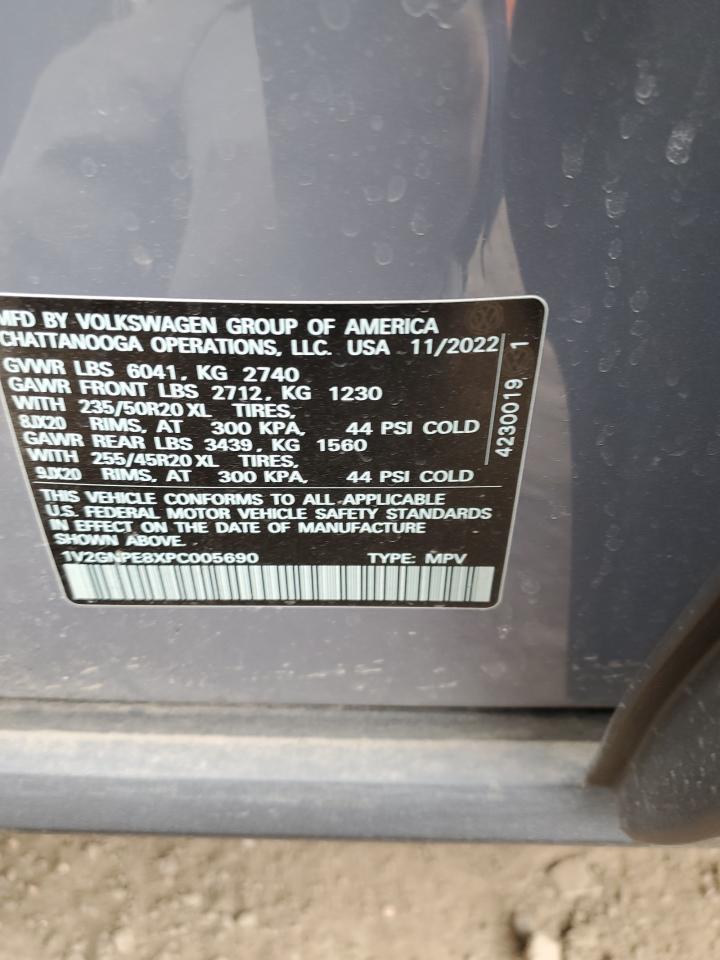 MFD BY VOLKSWAGEN GROUP OF AMERICA
CHATTANOOGA OPERATIONS, LLC. USA 11/2022
GVWR LBS 6041, KG 2740
GAWR FRONT LBS 2712, KG 1230
WITH 235/50R20 XL TIRES,
8JX20 RIMS, AT 300 KPA, 44 PSI COLD
GAWR REAR LBS 3439, KG 1560
WITH 255/45R20 XL TIRES,
9JX20 RIMS, AT 300 KPA, 44 PSI COLD
THIS VEHICLE CONFORMS TO ALL APPLICABLE
U.S. FEDERAL MOTOR VEHICLE SAFETY STANDARDS
IN EFFECT ON THE DATE OF MANUFACTURE
SHOWN ABOVE.
1V2GNPE8XPC005690 TYPE: MPV
4230019 1